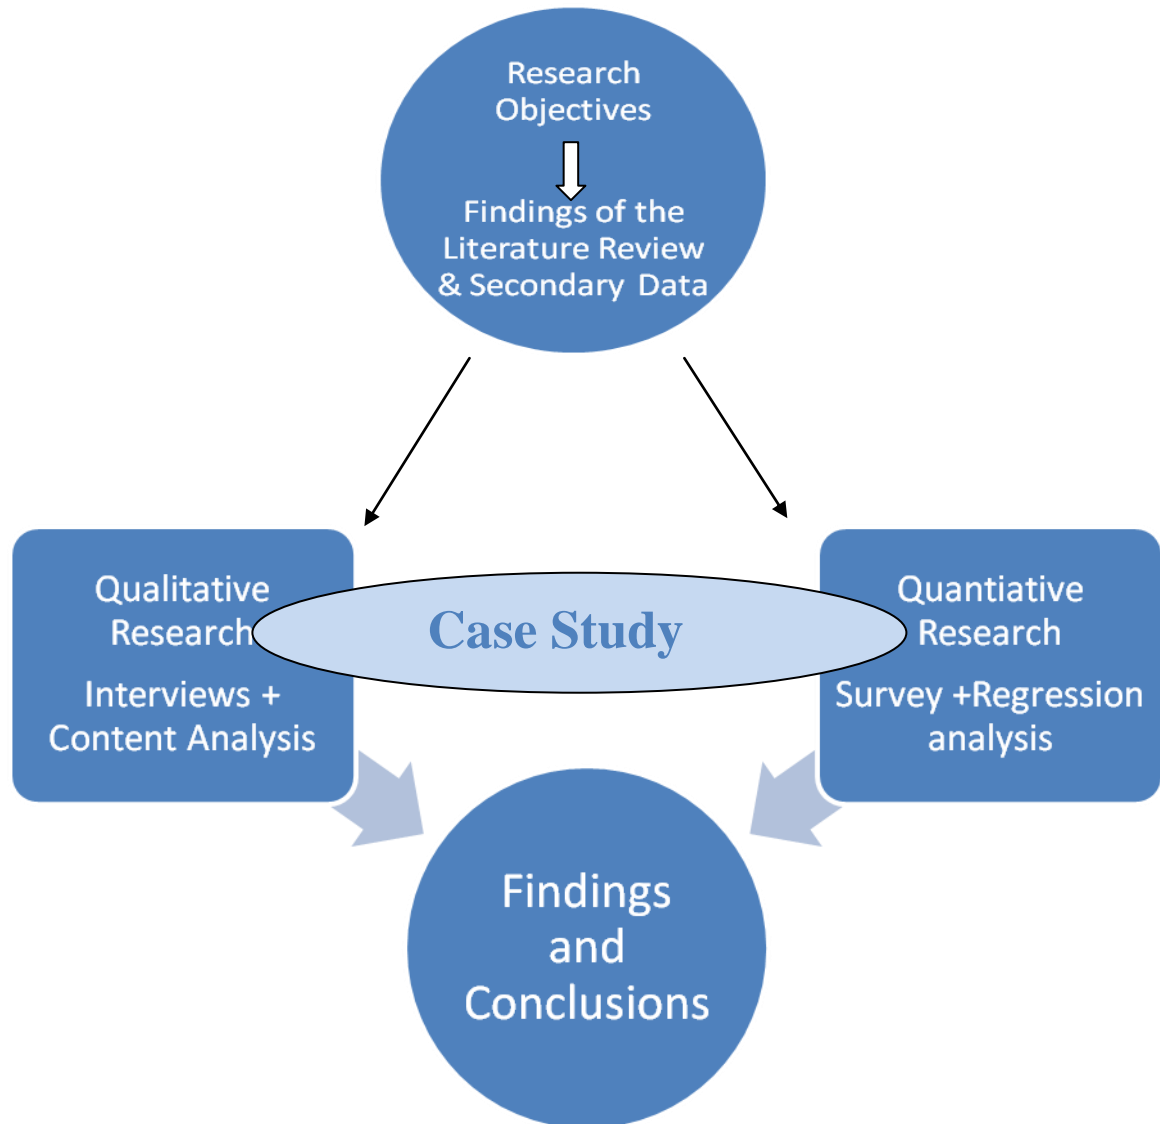 Research
Objectives
Findings of the
Literature Review
& Secondary Data
Qualitative
Research
Interviews +
Content Analysis
Case Study
Quantiative
Research
Survey +Regression
analysis
Findings
and
Conclusions